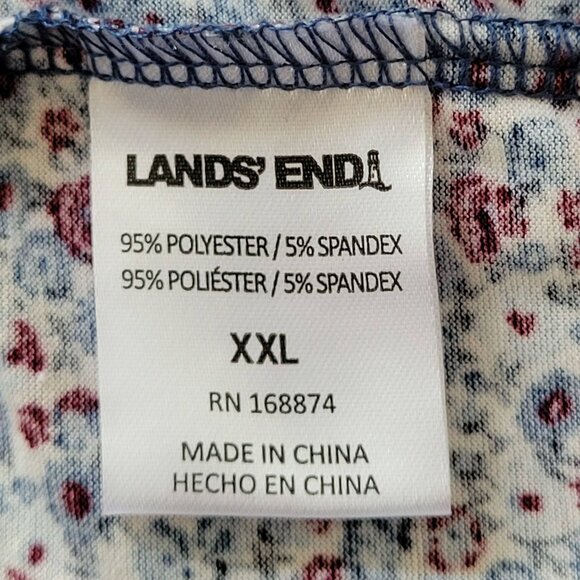 LANDS' END
95% POLYESTER / 5% SPANDEX
95% POLIÉSTER / 5% SPANDEX
XXL
RN 168874
MADE IN CHINA
HECHO EN CHINA